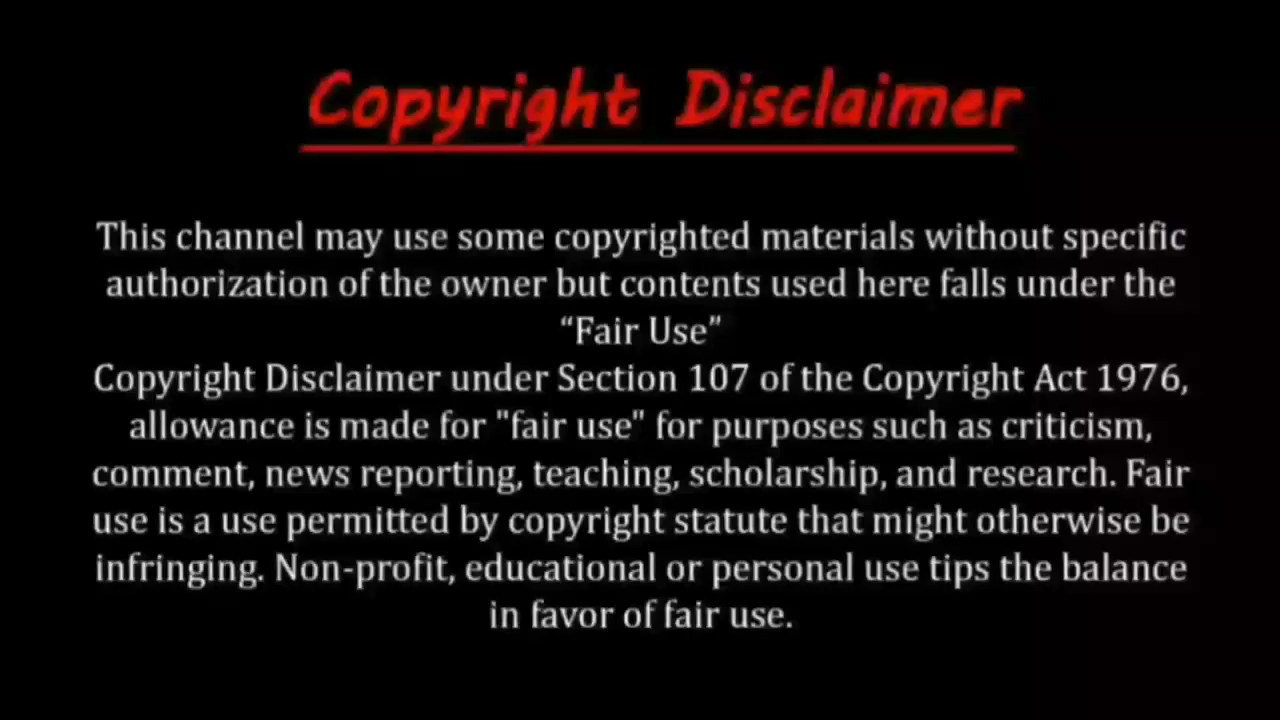 Copyright Disclaimer
This channel may use some copyrighted materials without specific
authorization of the owner but contents used here falls under the
“Fair Use”
Copyright Disclaimer under Section 107 of the Copyright Act 1976,
allowance is made for "fair use" for purposes such as criticism,
comment, news reporting, teaching, scholarship, and research. Fair
use is a use permitted by copyright statute that might otherwise be
infringing. Non-profit, educational or personal use tips the balance
in favor of fair use.